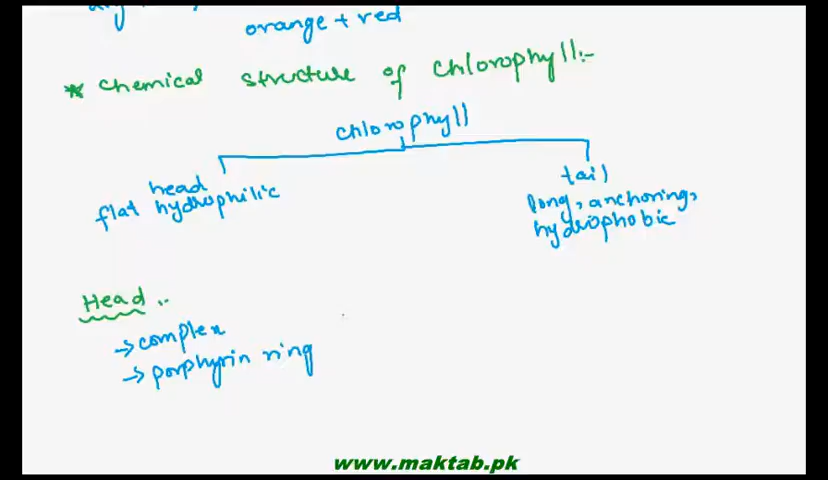 orange + red
* chemical structure of chlorophyll:-
chlorophyll
head
flat hydrophilic
tail
long, anchoring,
hydrophobic
Head :-
→ complex
→ porphyrin ring
www.maktab.pk